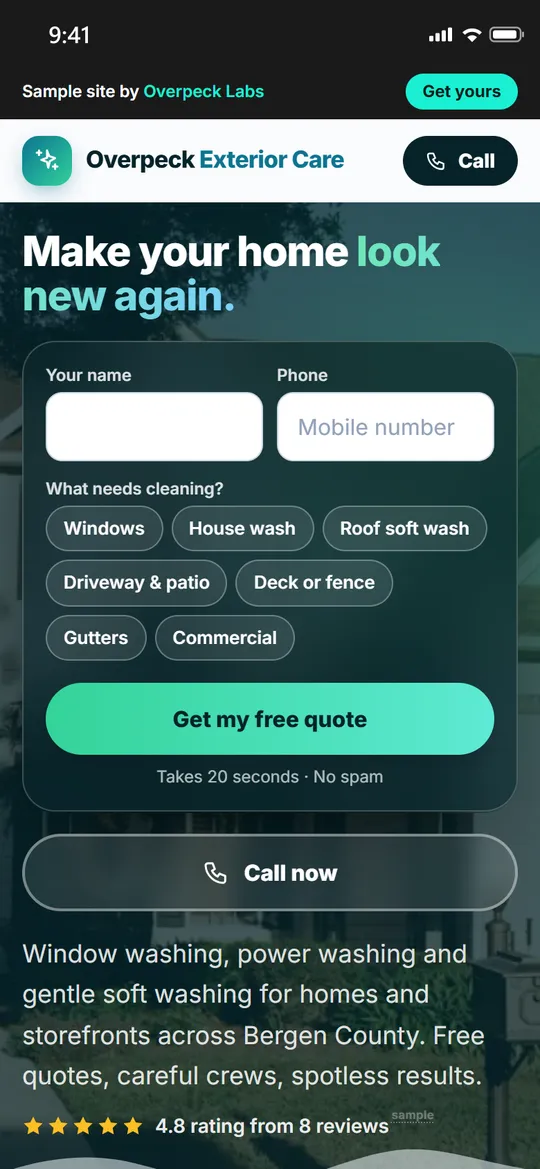 9:41
Sample site by Overpeck Labs
Get yours
Overpeck Exterior Care
Call
Make your home look
new again.
Your name
Phone
Mobile number
What needs cleaning?
Windows
House wash
Roof soft wash
Driveway & patio
Deck or fence
Gutters
Commercial
Get my free quote
Takes 20 seconds · No spam
Call now
Window washing, power washing and
gentle soft washing for homes and
storefronts across Bergen County. Free
quotes, careful crews, spotless results.
4.8 rating from 8 reviews sample